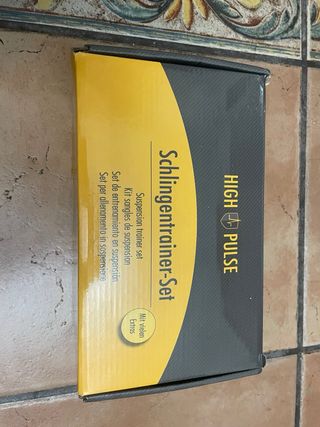 HIGH PULSE
Schlingentrainer-Set
Suspension trainer set
Kit sangles de suspension
Set de entrenamiento en suspensión
Set per allenamento in sospensione
Mit vielen
Extras